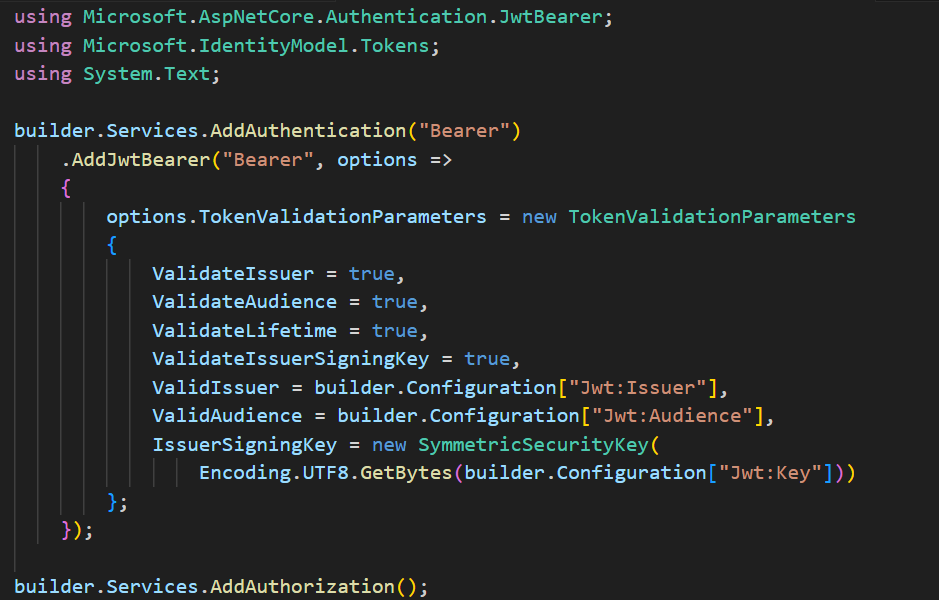 using Microsoft.AspNetCore.Authentication.JwtBearer;
using Microsoft.IdentityModel.Tokens;
using System.Text;

builder.Services.AddAuthentication("Bearer")
    .AddJwtBearer("Bearer", options =>
    {
        options.TokenValidationParameters = new TokenValidationParameters
        {
            ValidateIssuer = true,
            ValidateAudience = true,
            ValidateLifetime = true,
            ValidateIssuerSigningKey = true,
            ValidIssuer = builder.Configuration["Jwt:Issuer"],
            ValidAudience = builder.Configuration["Jwt:Audience"],
            IssuerSigningKey = new SymmetricSecurityKey(
                Encoding.UTF8.GetBytes(builder.Configuration["Jwt:Key"]))
        };
    });

builder.Services.AddAuthorization();